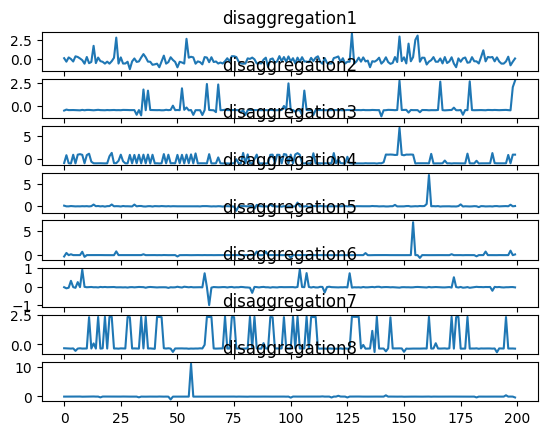 disaggregation1
2.5
0.0
disaggregation2
2.5
0.0
disaggregation3
5
0
disaggregation4
5
0
disaggregation5
5
0
disaggregation6
1
0
−1
disaggregation7
2.5
0.0
disaggregation8
10
0
0 25 50 75 100 125 150 175 200